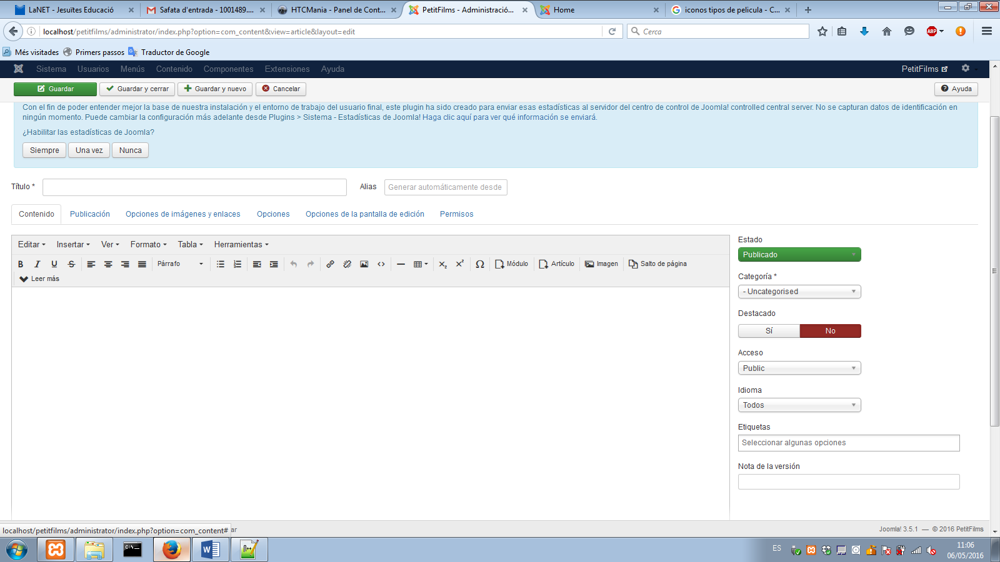 LaNET - Jesuïtes Educació
Safata d'entrada - 1001489....
HTCMania - Panel de Cont...
PetitFilms - Administració...
Home
iconos tipos de pelicula - C...
localhost/petitfilms/administrator/index.php?option=com_content&view=article&layout=edit
Cerca
ABP
Més visitades
Primers passos
Traductor de Google
Sistema
Usuarios
Menús
Contenido
Componentes
Extensiones
Ayuda
PetitFilms
Guardar
Guardar y cerrar
Guardar y nuevo
Cancelar
Ayuda
Con el fin de poder entender mejor la base de nuestra instalación y el entorno de trabajo del usuario final, este plugin ha sido creado para enviar esas estadísticas al servidor del centro de control de Joomla! controlled central server. No se capturan datos de identificación en
ningún momento. Puede cambiar la configuración más adelante desde Plugins > Sistema - Estadísticas de Joomla! Haga clic aquí para ver qué información se enviará.
¿Habilitar las estadísticas de Joomla?
Siempre
Una vez
Nunca
Título *
Alias
Generar automáticamente desde
Contenido
Publicación
Opciones de imágenes y enlaces
Opciones
Opciones de la pantalla de edición
Permisos
Editar
Insertar
Ver
Formato
Tabla
Herramientas
Párrafo
Módulo
Artículo
Imagen
Salto de página
Leer más
Estado
Publicado
Categoría *
- Uncategorised
Destacado
Sí
No
Acceso
Public
Idioma
Todos
Etiquetas
Seleccionar algunas opciones
Nota de la versión
localhost/petitfilms/administrator/index.php?option=com_content#
ar
Joomla! 3.5.1 — © 2016 PetitFilms
ES
11:06
06/05/2016